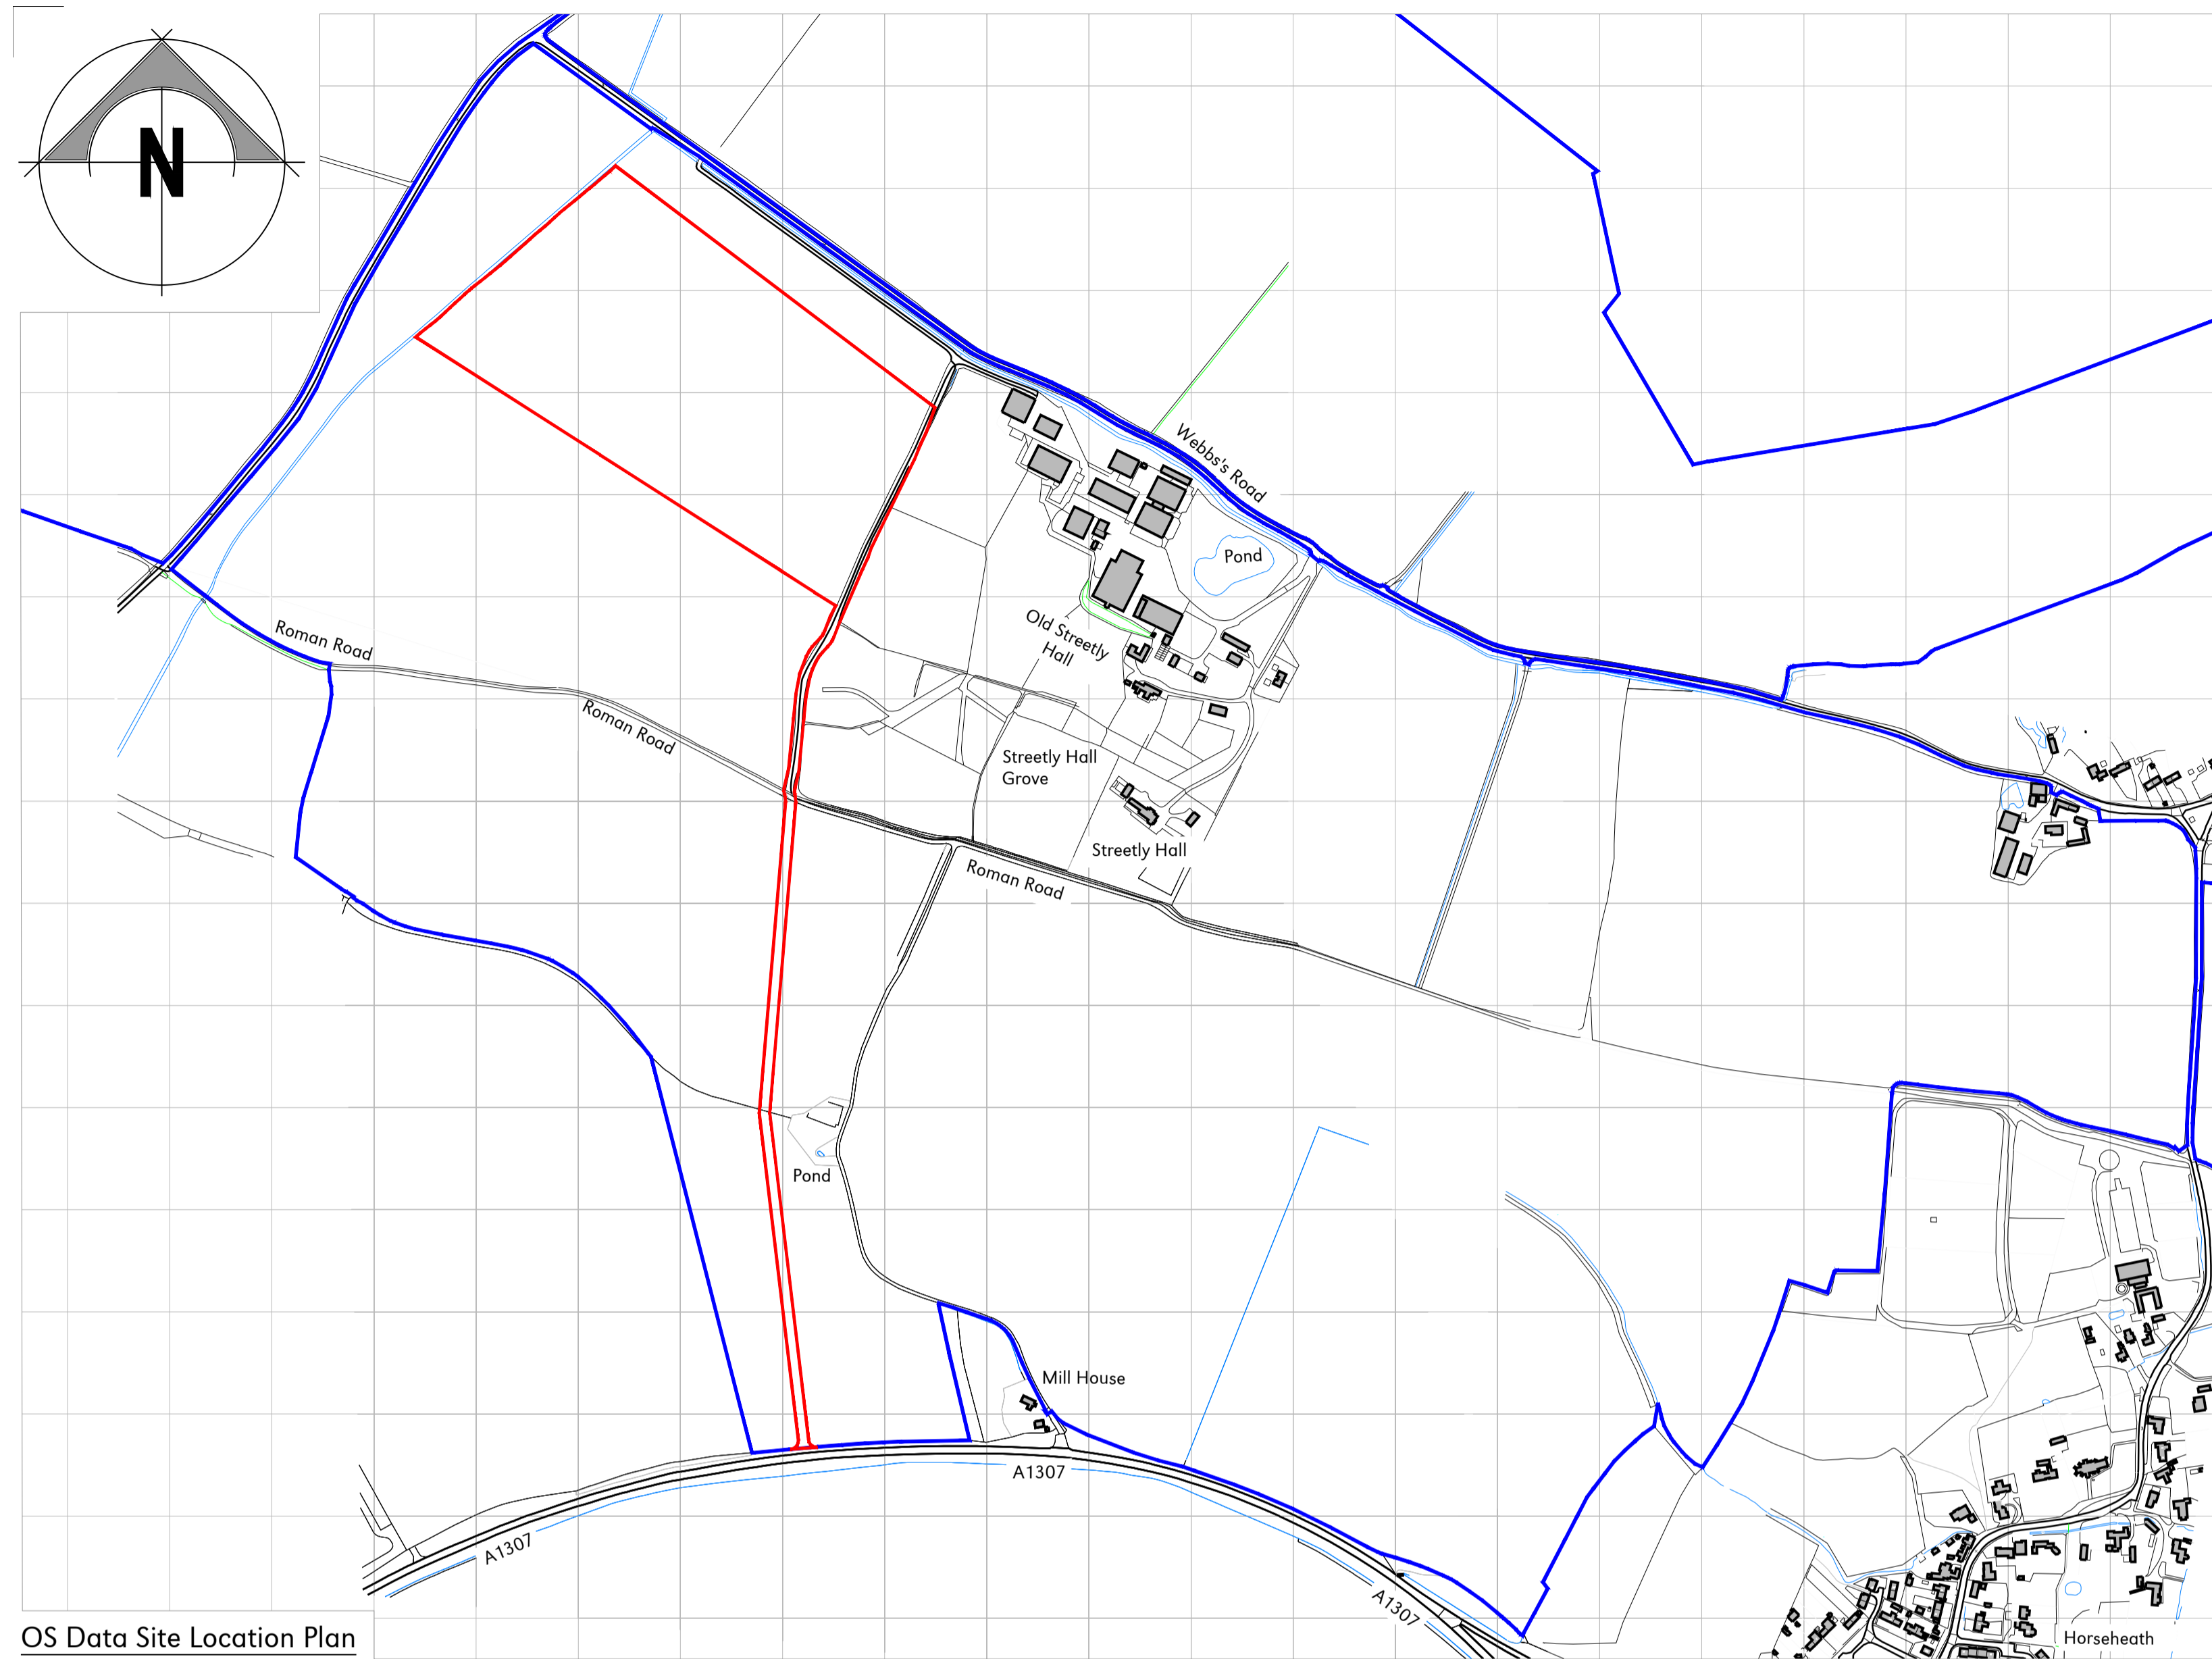 N
Webbs's Road
Pond
Old Streetly
Hall
Roman Road
Roman Road
Streetly Hall
Grove
Streetly Hall
Roman Road
Pond
Mill House
A1307
A1307
A1307
OS Data Site Location Plan
Horseheath